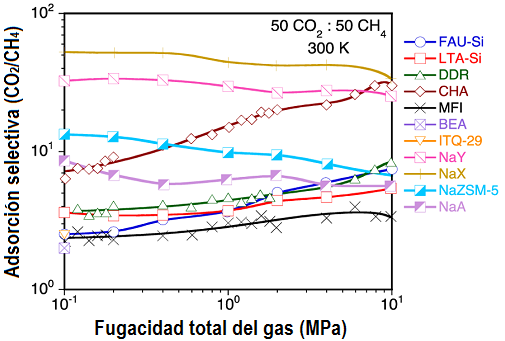 10²
50 CO₂ : 50 CH₄
300 K
Adsorción selectiva (CO₂/CH₄)
10¹
10⁰
10⁻¹
10⁰
10¹
Fugacidad total del gas (MPa)
FAU-Si
LTA-Si
DDR
CHA
MFI
BEA
ITQ-29
NaY
NaX
NaZSM-5
NaA